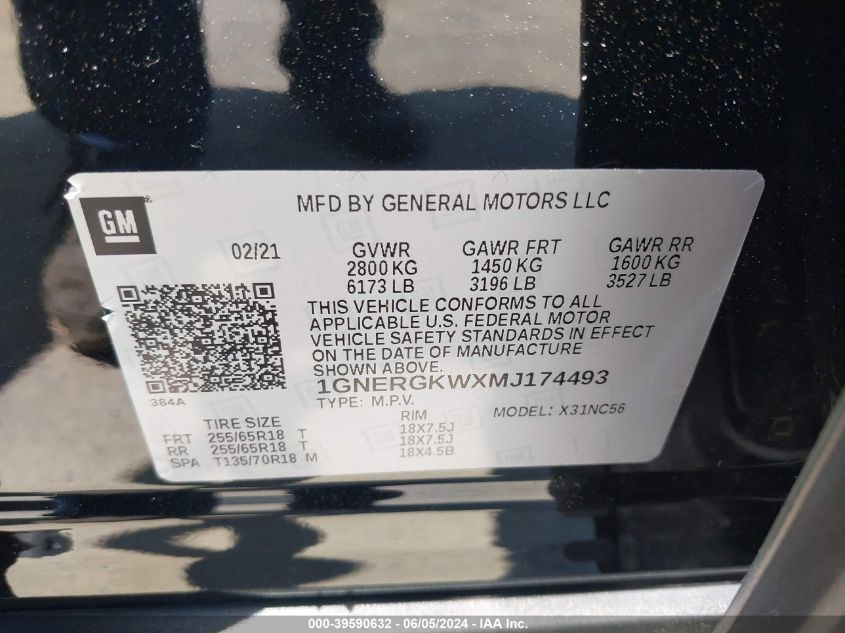 GM
MFD BY GENERAL MOTORS LLC
02/21 GVWR GAWR FRT GAWR RR
2800 KG 1450 KG 1600 KG
6173 LB 3196 LB 3527 LB
THIS VEHICLE CONFORMS TO ALL
APPLICABLE U.S. FEDERAL MOTOR
VEHICLE SAFETY STANDARDS IN EFFECT
ON THE DATE OF MANUFACTURE
SHOWN ABOVE.
1GNERGKWXMJ174493
384A
TYPE: M.P.V. MODEL: X31NC56
TIRE SIZE RIM
FRT 255/65R18 T 18X7.5J
RR 255/65R18 T 18X7.5J
SPA T135/70R18 M 18X4.5B
000-39590632 / 06/05/2024 - IAA Inc.